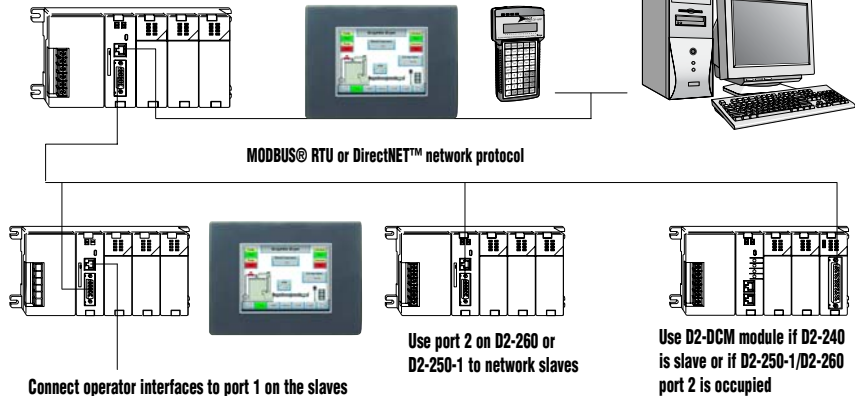 MODBUS® RTU or DirectNET™ network protocol
Use port 2 on D2-260 or
D2-250-1 to network slaves
Use D2-DCM module if D2-240
is slave or if D2-250-1/D2-260
port 2 is occupied
Connect operator interfaces to port 1 on the slaves